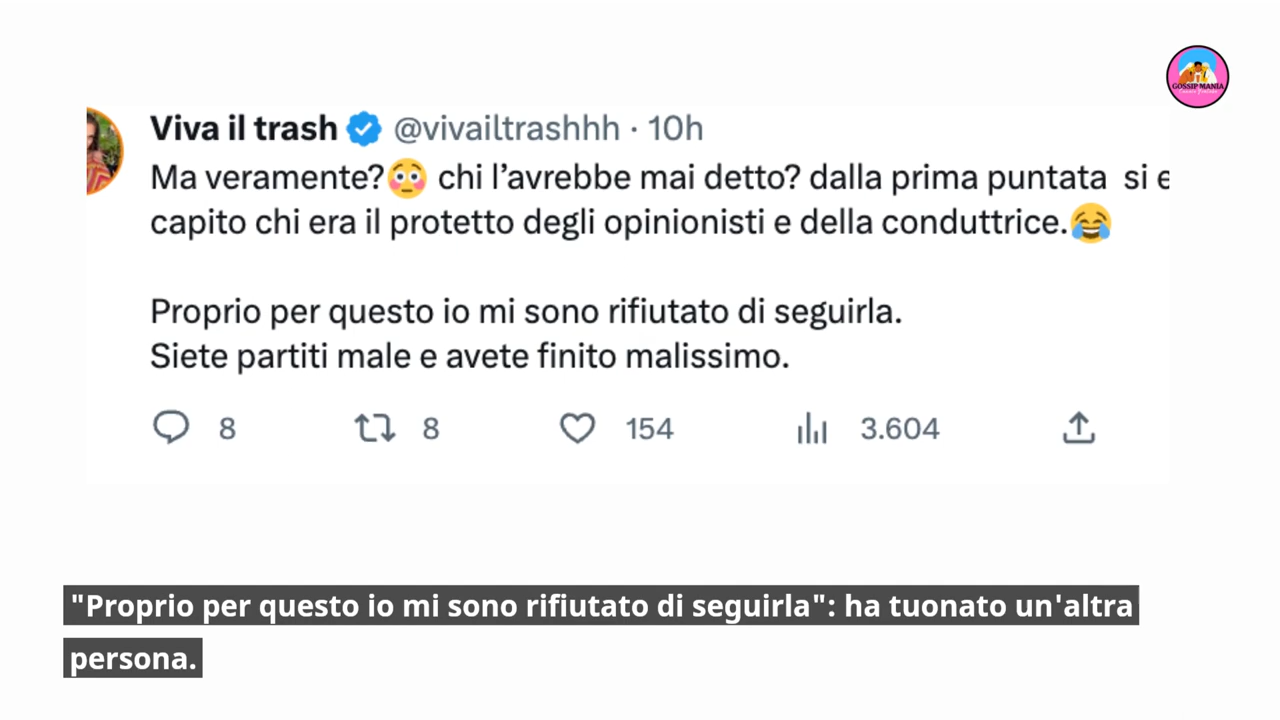 GOSSIP MANIA
Viva il trash @vivailtrashhh · 10h
Ma veramente?😳 chi l’avrebbe mai detto? dalla prima puntata si e
capito chi era il protetto degli opinionisti e della conduttrice.😂
Proprio per questo io mi sono rifiutato di seguirla.
Siete partiti male e avete finito malissimo.
8 8 154 3.604
"Proprio per questo io mi sono rifiutato di seguirla": ha tuonato un'altra
persona.